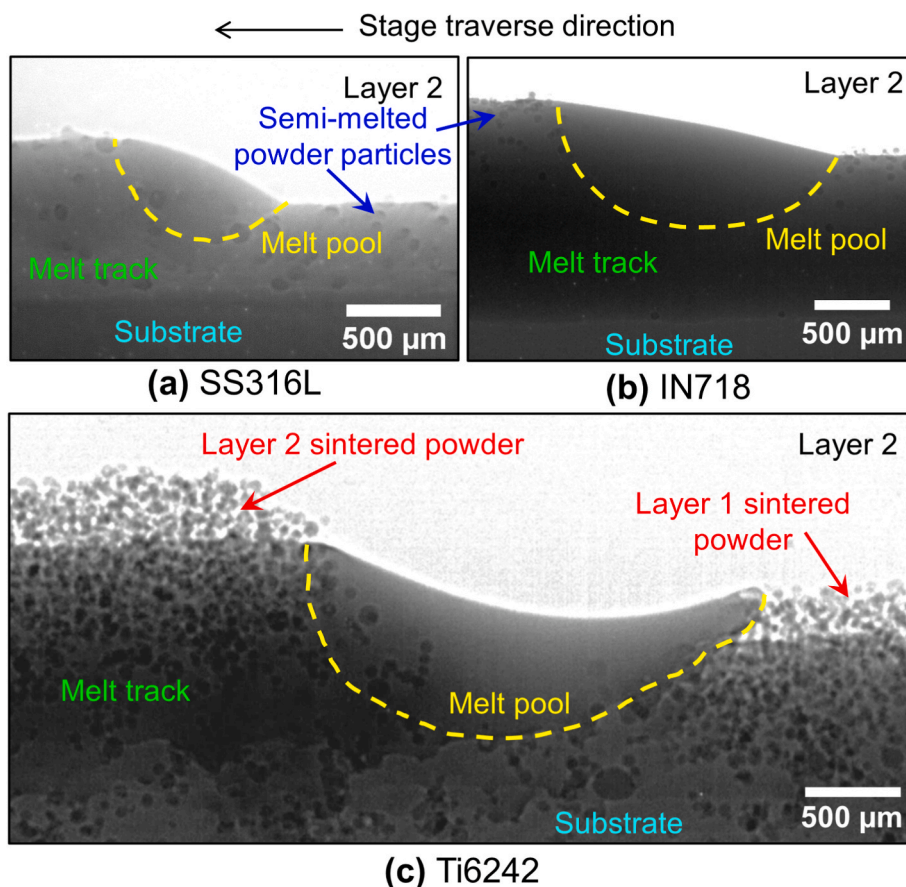 Stage traverse direction
Layer 2
Semi-melted
powder particles
Melt pool
Melt track
Substrate
500 μm
(a) SS316L
Layer 2
Melt pool
Melt track
500 μm
Substrate
(b) IN718
Layer 2 sintered powder
Layer 2
Layer 1 sintered
powder
Melt track
Melt pool
500 μm
Substrate
(c) Ti6242